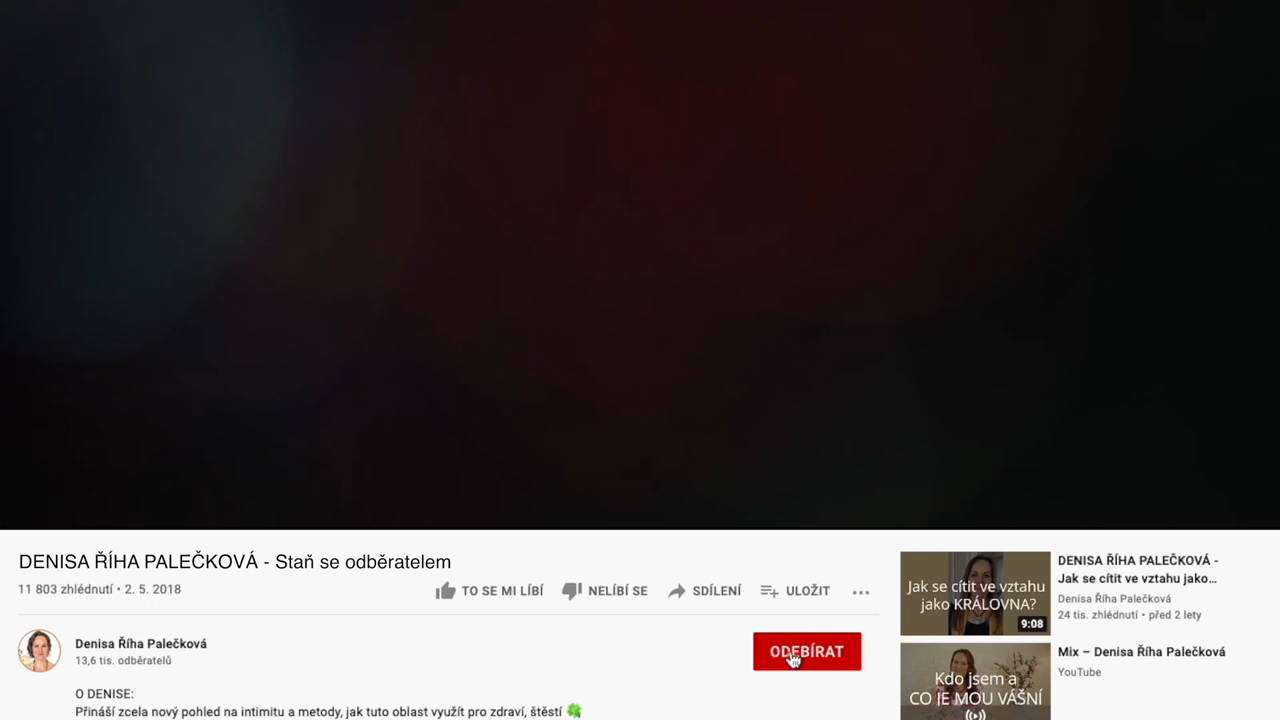 DENISA ŘÍHA PALEČKOVÁ - Staň se odběratelem
11 803 zhlédnutí • 2. 5. 2018
TO SE MI LÍBÍ
NELÍBÍ SE
SDÍLENÍ
ULOŽIT
Denisa Říha Palečková
13,6 tis. odběratelů
ODEBÍRAT
O DENISE:
Přináší zcela nový pohled na intimitu a metody, jak tuto oblast využít pro zdraví, štěstí
Jak se cítit ve vztahu
jako KRÁLOVNA?
9:08
DENISA ŘÍHA PALEČKOVÁ -
Jak se cítit ve vztahu jako...
Denisa Říha Palečková
24 tis. zhlédnutí • před 2 lety
Kdo jsem a
CO JE MOU VÁŠNÍ
Mix – Denisa Říha Palečková
YouTube